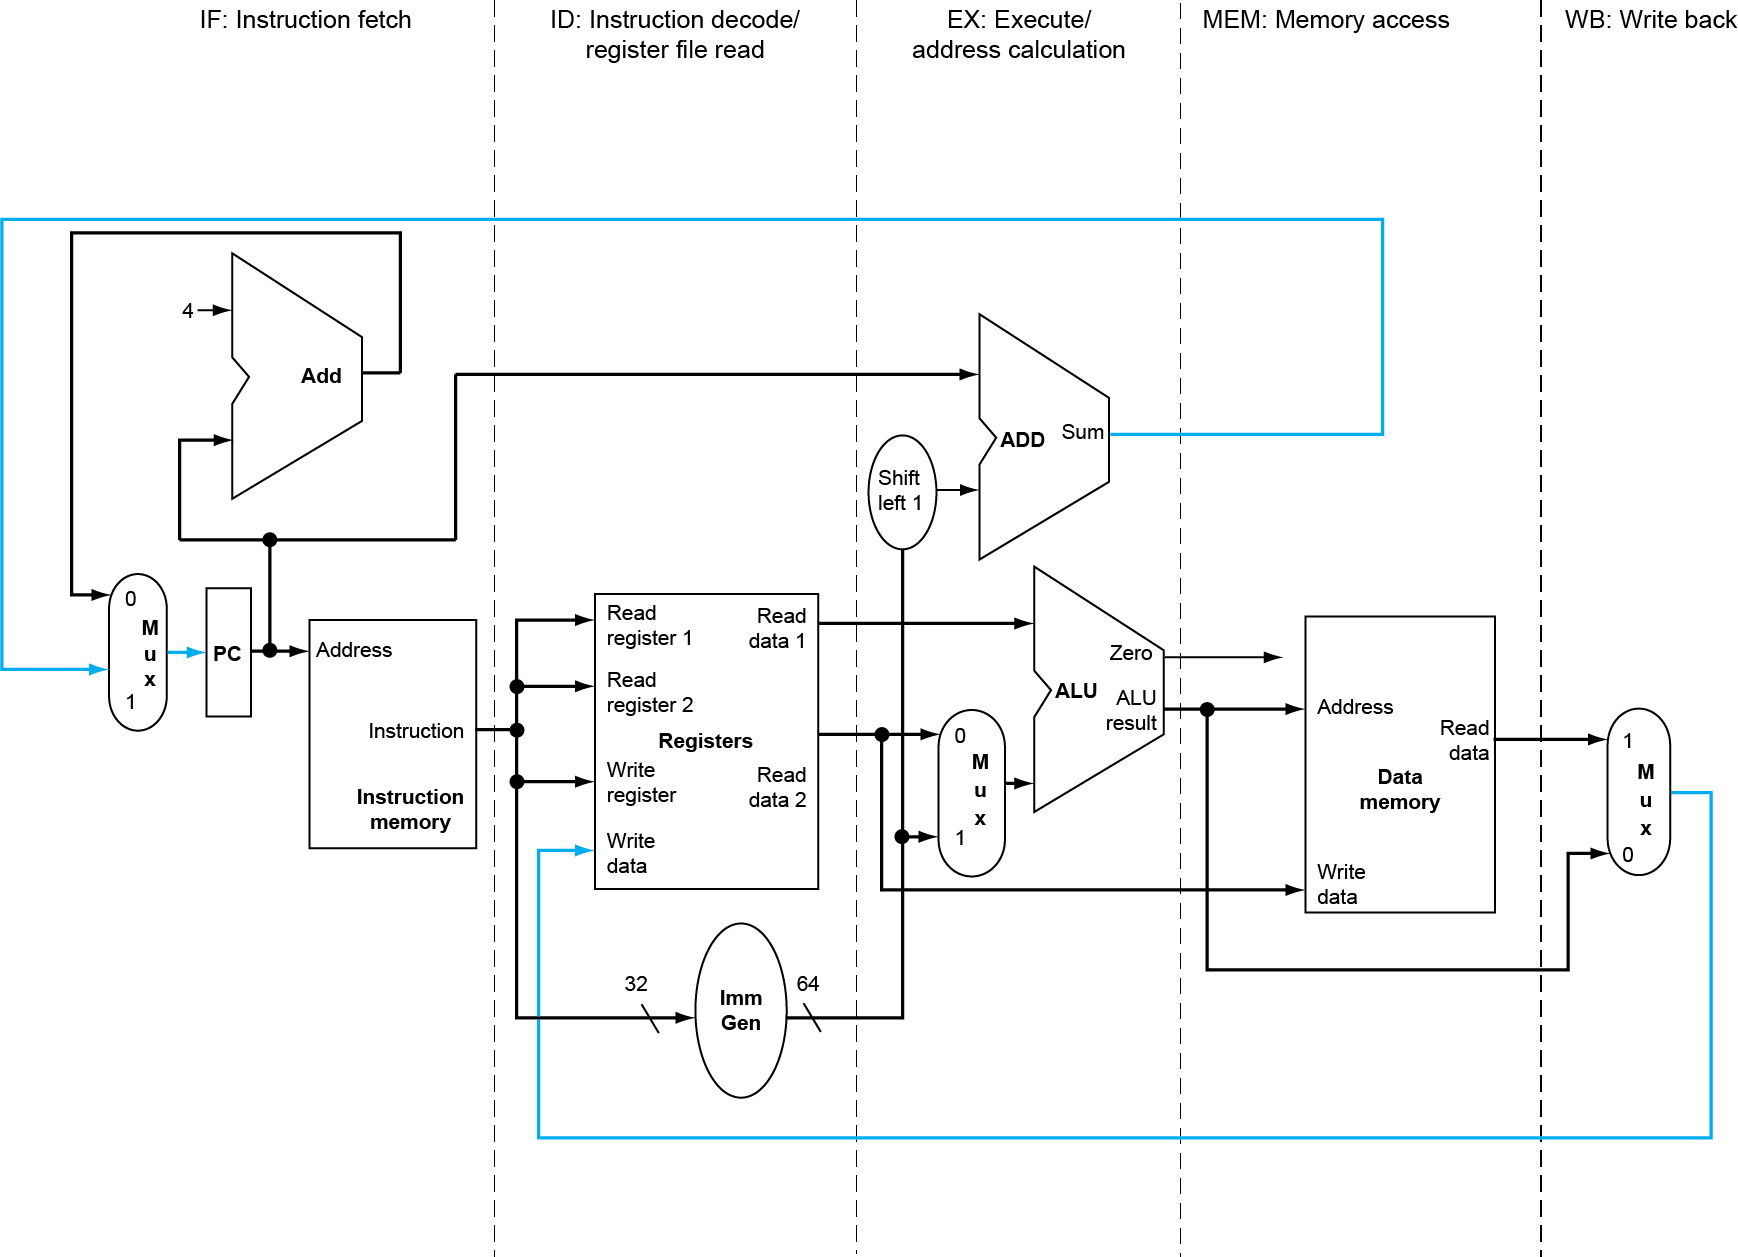 IF: Instruction fetch
ID: Instruction decode/
register file read
EX: Execute/
address calculation
MEM: Memory access
WB: Write back
4
Add
ADD
Sum
Shift
left 1
0
M
u
x
1
PC
Address
Instruction
Instruction
memory
Read
register 1
Read
register 2
Registers
Write
register
Write
data
Read
data 1
Read
data 2
32
Imm
Gen
64
0
M
u
x
1
Zero
ALU
ALU
result
Address
Read
data
Data
memory
Write
data
1
M
u
x
0